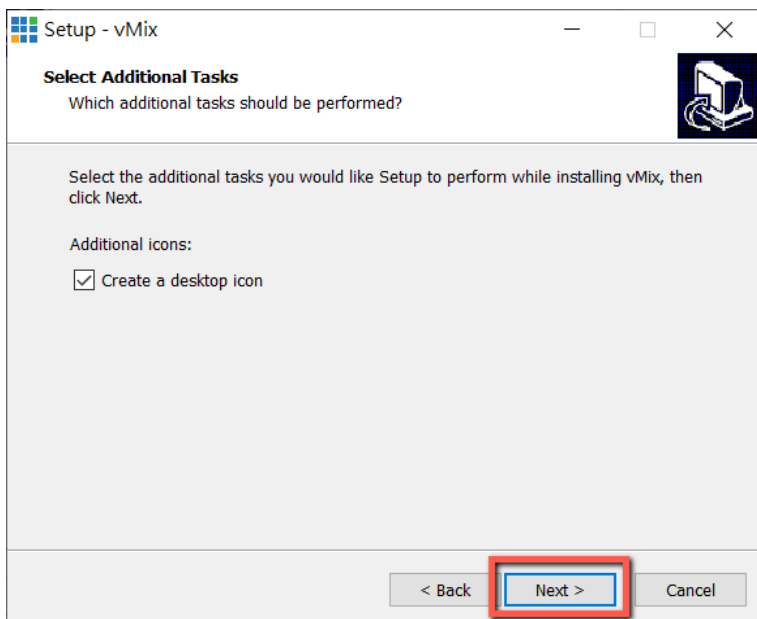 Setup - vMix
Select Additional Tasks
Which additional tasks should be performed?
Select the additional tasks you would like Setup to perform while installing vMix, then
click Next.
Additional icons:
Create a desktop icon
< Back
Next >
Cancel